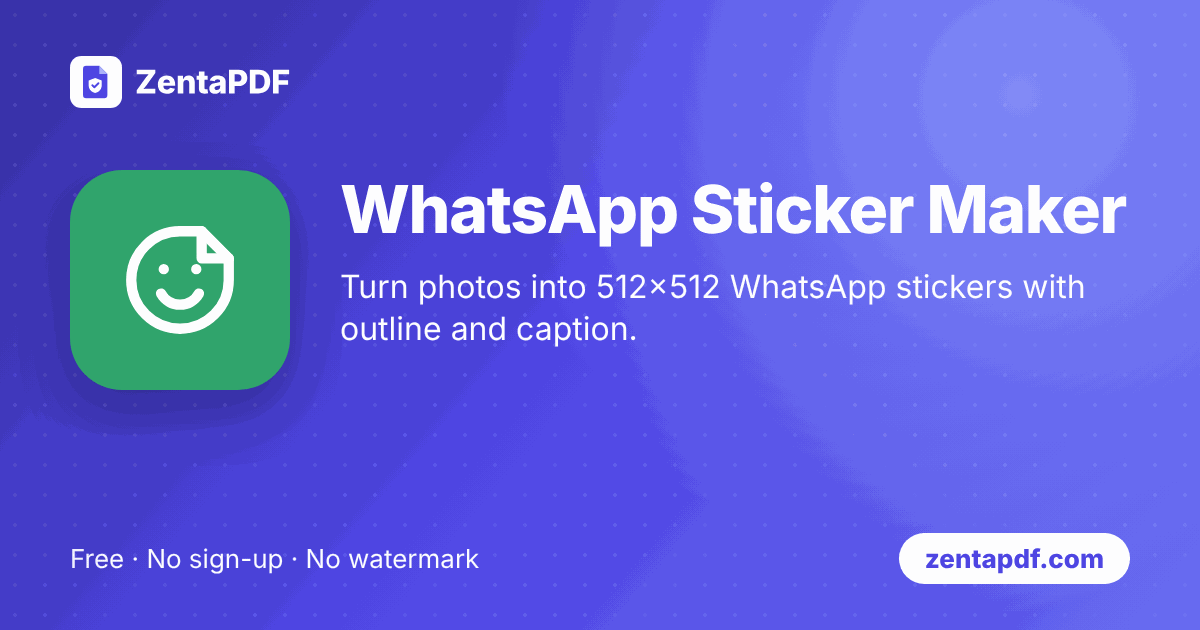 ZentaPDF
WhatsApp Sticker Maker
Turn photos into 512×512 WhatsApp stickers with
outline and caption.
Free · No sign-up · No watermark
zentapdf.com